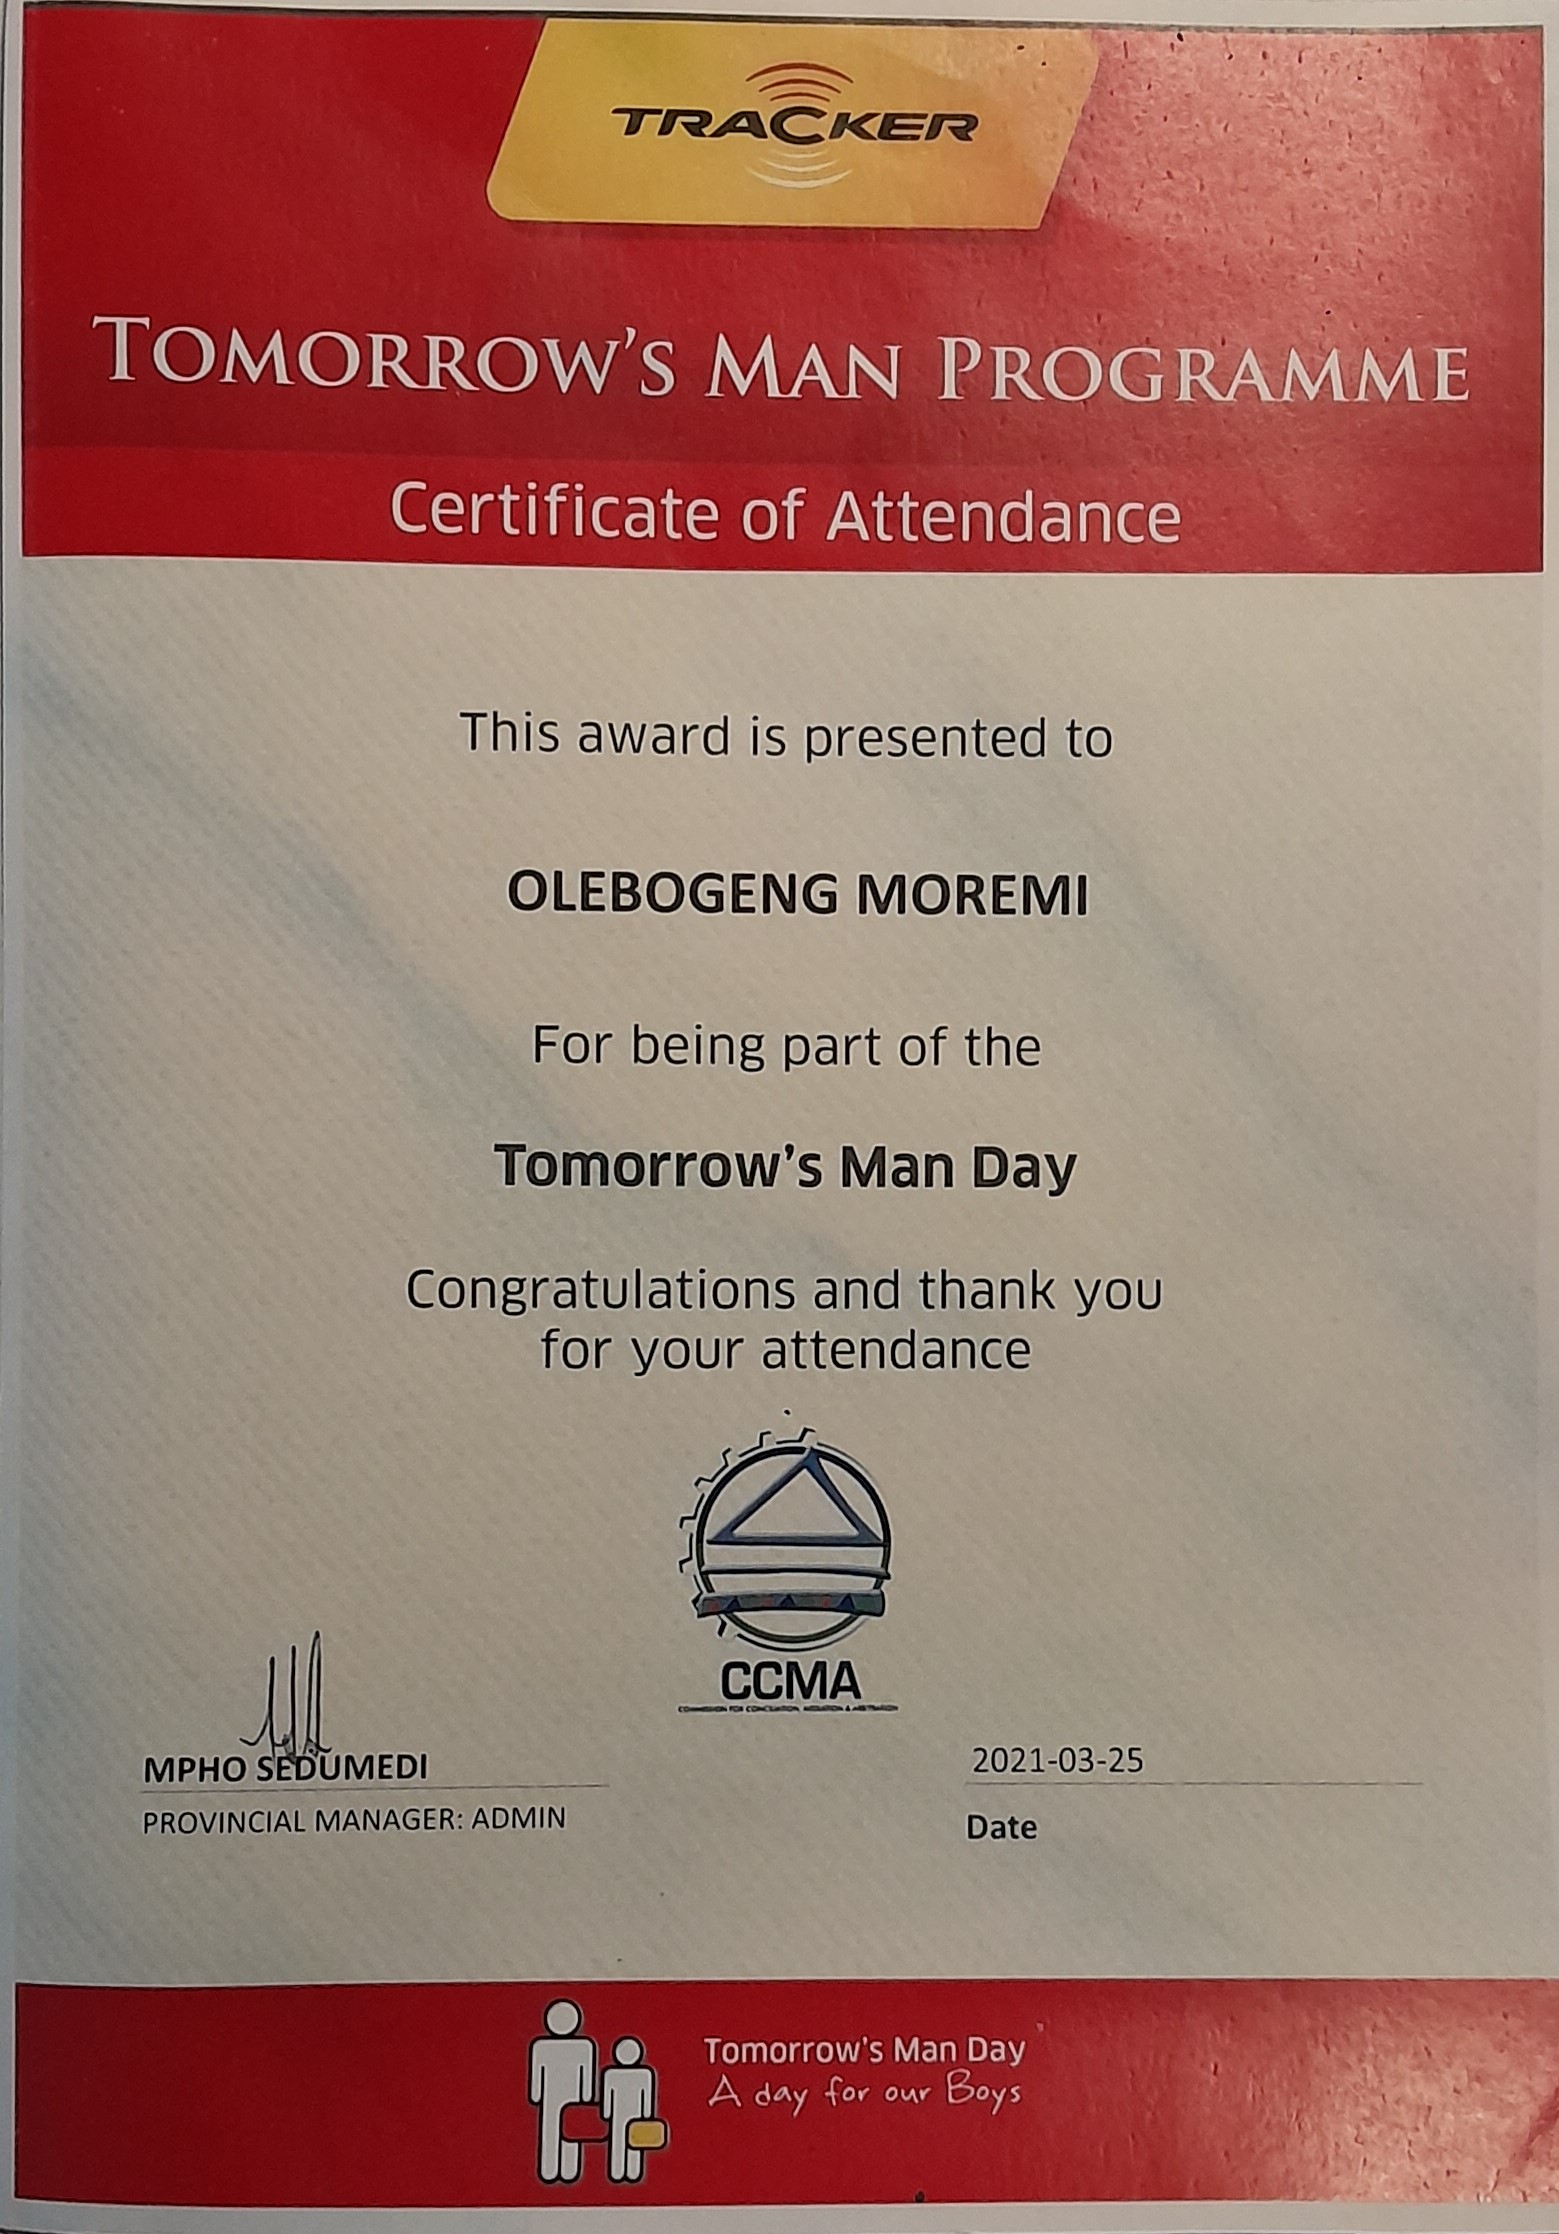 TRACKER
TOMORROW'S MAN PROGRAMME
Certificate of Attendance
This award is presented to
OLEBOGENG MOREMI
For being part of the
Tomorrow's Man Day
Congratulations and thank you
for your attendance
CCMA
COMMISSION FOR CONCILIATION, MEDIATION & ARBITRATION
MPHO SEDUMEDI
PROVINCIAL MANAGER: ADMIN
2021-03-25
Date
Tomorrow's Man Day
A day for our Boys